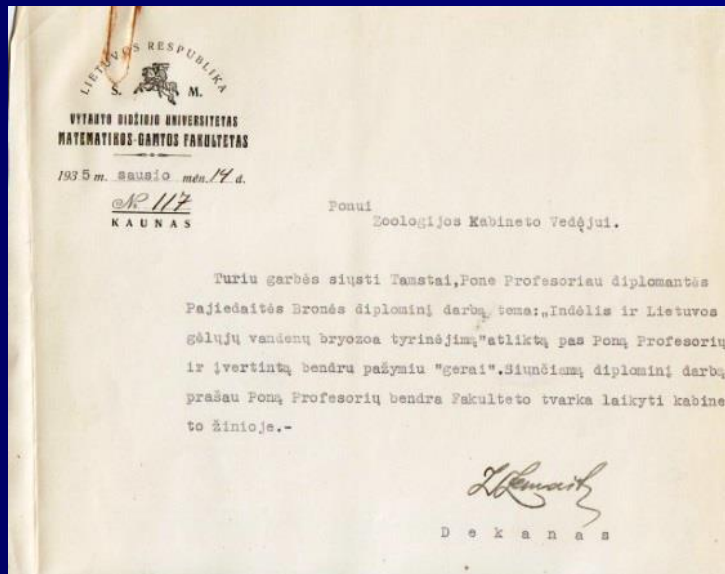 LIETUVOS RESPUBLIKA
Š. M.
VYTAUTO DIDŽIOJO UNIVERSITETAS
MATEMATIKOS-GAMTOS FAKULTETAS
1935 m. sausio mėn. 14 d.
№ 117
KAUNAS
Ponui
Zoologijos Kabineto Vedėjui.
Turiu garbės siųsti Tamstai,Pone Profesoriau diplomantės
Pajiedaitės Bronės diplominį darbą tema:„Indėlis ir Lietuvos
gėlųjų vandenų bryozoa tyrinėjimą"atliktą pas Poną Profesorių
ir įvertintą bendru pažymiu "gerai".Siunčiamą diplominį darbą
prašau Poną Profesorių bendra Fakulteto tvarka laikyti kabine
to žinioje.-
Dekanas